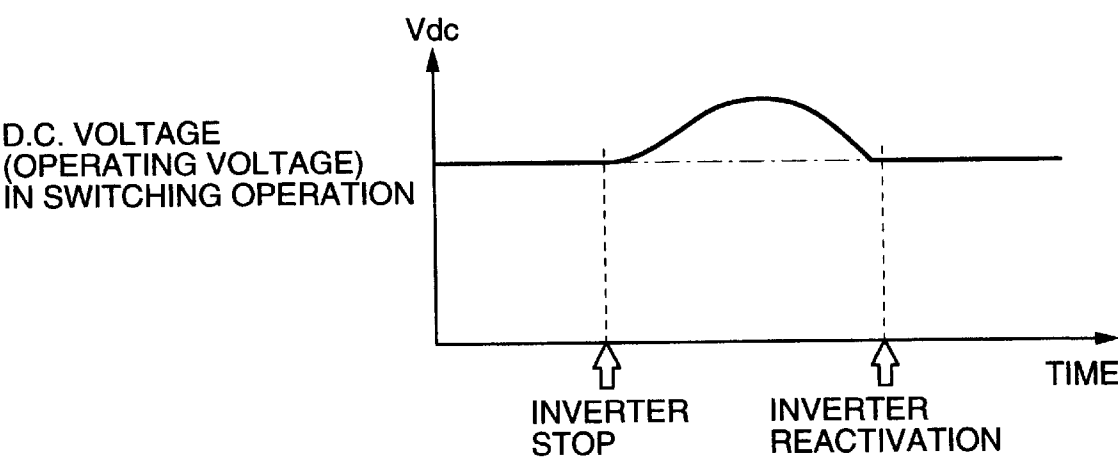 Vdc
D.C. VOLTAGE
(OPERATING VOLTAGE)
IN SWITCHING OPERATION
TIME
INVERTER
STOP
INVERTER
REACTIVATION